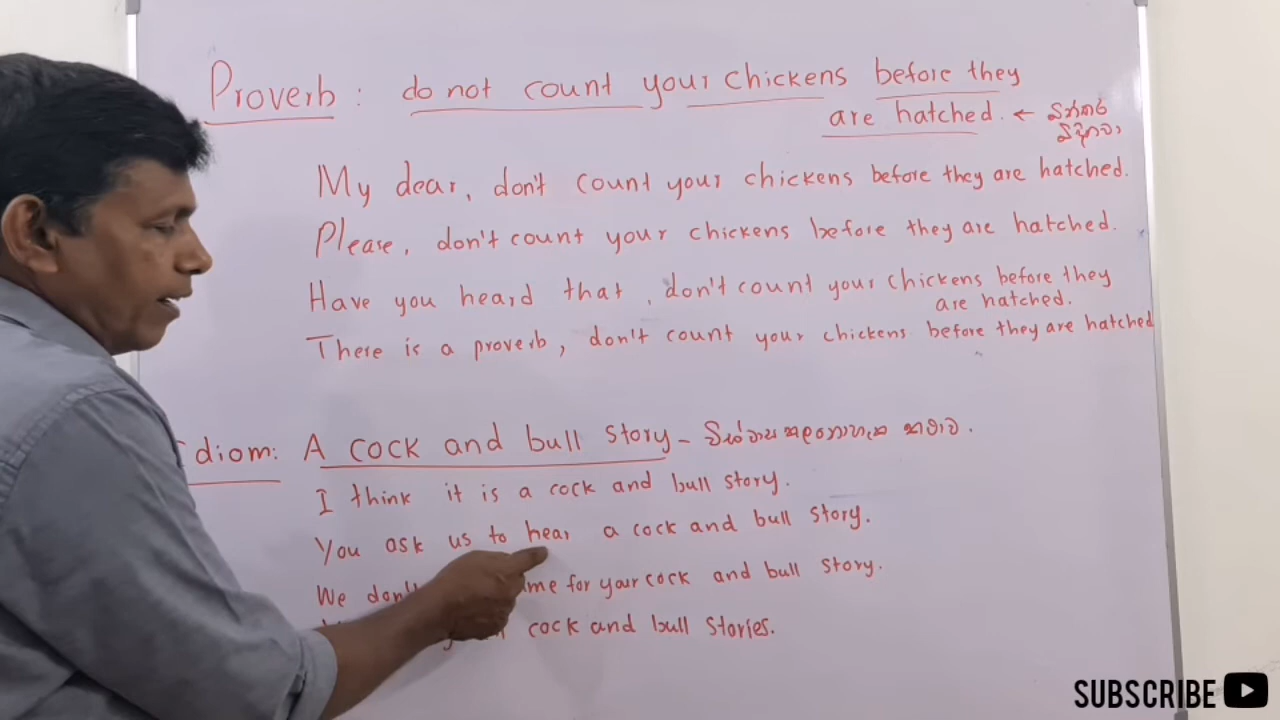 Proverb: do not count your chickens before they
are hatched. ←
My dear, don't count your chickens before they are hatched.
Please, don't count your chickens before they are hatched.
Have you heard that, don't count your chickens before they
are hatched.
There is a proverb, don't count your chickens before they are hatched
diom: A cock and bull story -
I think it is a cock and bull story.
You ask us to hear a cock and bull story.
We don't me for your cock and bull story.
cock and bull stories.
SUBSCRIBE